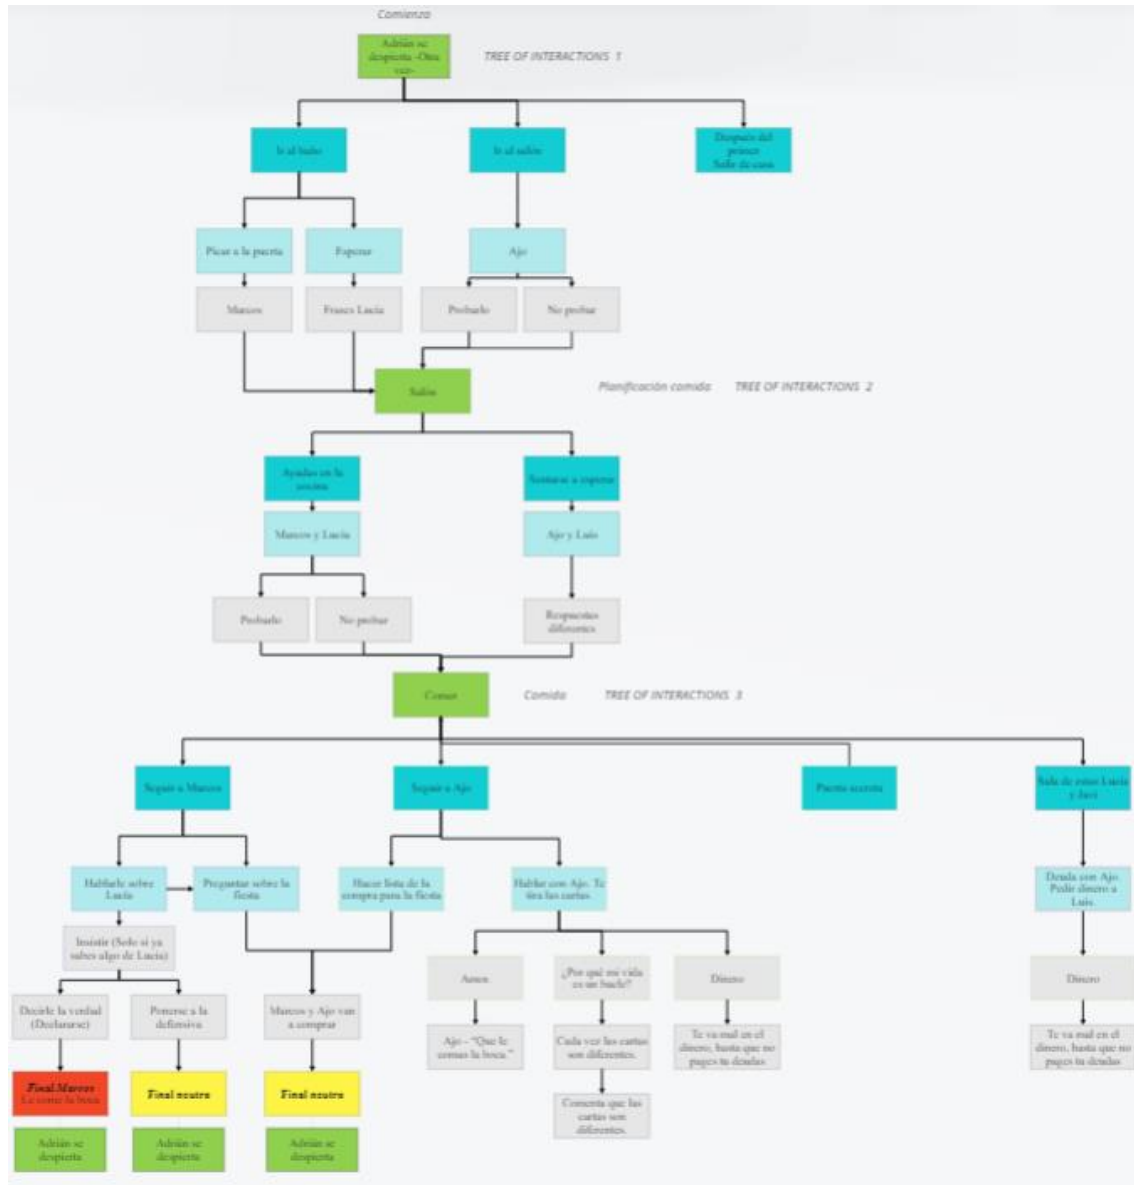 Comienzo
Adrián se
despierta -Otra
vez-
TREE OF INTERACTIONS 1
Ir al baño
Ir al salón
Después del
primer
Salir de casa
Picar a la puerta
Esperar
Ajo
Marcos
Frases Lucía
Probarlo
No probar
Salón
Planificación comida
TREE OF INTERACTIONS 2
Ayudas en la
cocina
Sentarse a esperar
Marcos y Lucía
Ajo y Luis
Probarlo
No probar
Respuestas
diferentes
Comer
Comida
TREE OF INTERACTIONS 3
Seguir a Marcos
Seguir a Ajo
Puerta secreta
Sala de estar Lucía
y Javi
Hablarle sobre
Lucía
Preguntar sobre la
fiesta
Hacer lista de la
compra para la fiesta
Hablar con Ajo. Te
tira las cartas.
Deuda con Ajo.
Pedir dinero a
Luis.
Insistir (Solo si ya
sabes algo de Lucía)
Amor
¿Por qué mi vida
es un bucle?
Dinero
Dinero
Decirle la verdad
(Declararse)
Ponerse a la
defensiva
Marcos y Ajo van
a comprar
Ajo - "Que le
comas la boca."
Cada vez las cartas
son diferentes.
Te va mal en el
dinero, hasta que no
pagues tu deudas
Te va mal en el
dinero, hasta que no
pagues tu deudas
Final Marcos
Le come la boca
Final neutro
Final neutro
Comenta que las
cartas son
diferentes.
Adrián se
despierta
Adrián se
despierta
Adrián se
despierta